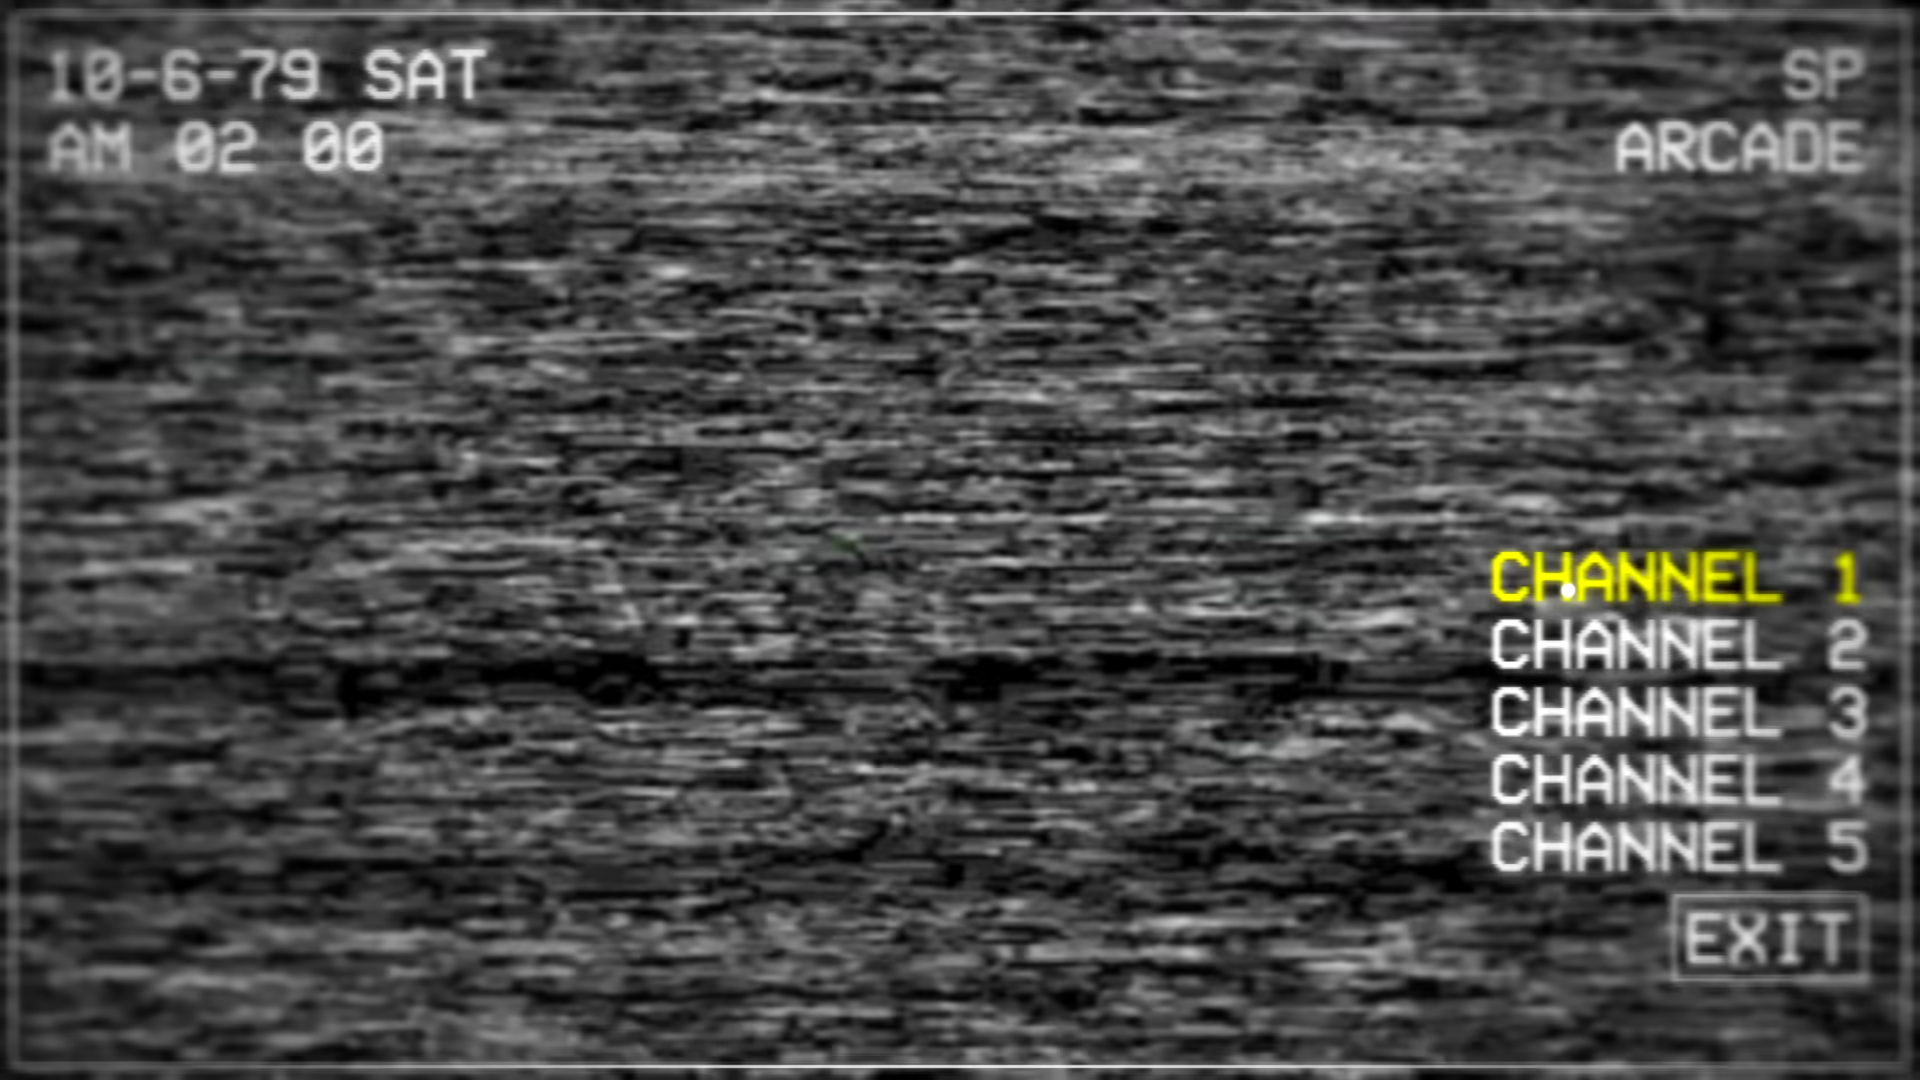 10-6-79 SAT
AM 02 00
SP
ARCADE
CHANNEL 1
CHANNEL 2
CHANNEL 3
CHANNEL 4
CHANNEL 5
EXIT